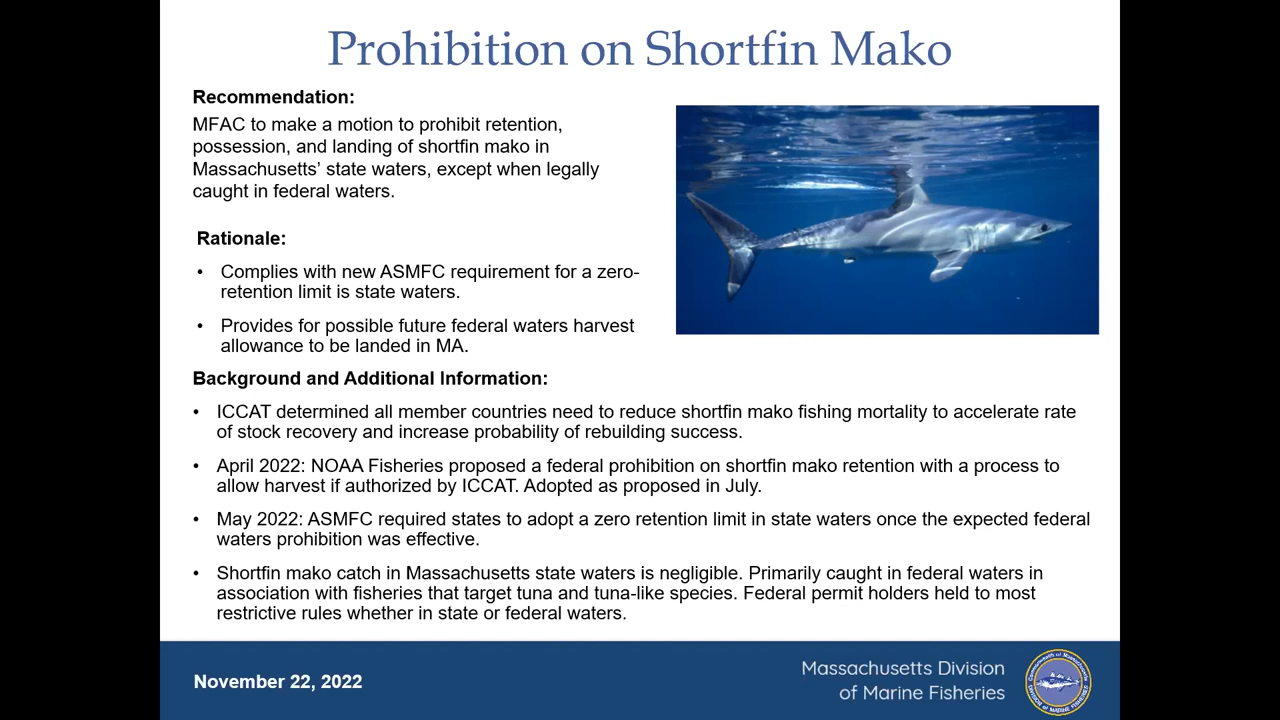 Prohibition on Shortfin Mako
Recommendation:
MFAC to make a motion to prohibit retention,
possession, and landing of shortfin mako in
Massachusetts’ state waters, except when legally
caught in federal waters.
Rationale:
• Complies with new ASMFC requirement for a zero-
retention limit is state waters.
• Provides for possible future federal waters harvest
allowance to be landed in MA.
Background and Additional Information:
• ICCAT determined all member countries need to reduce shortfin mako fishing mortality to accelerate rate
of stock recovery and increase probability of rebuilding success.
• April 2022: NOAA Fisheries proposed a federal prohibition on shortfin mako retention with a process to
allow harvest if authorized by ICCAT. Adopted as proposed in July.
• May 2022: ASMFC required states to adopt a zero retention limit in state waters once the expected federal
waters prohibition was effective.
• Shortfin mako catch in Massachusetts state waters is negligible. Primarily caught in federal waters in
association with fisheries that target tuna and tuna-like species. Federal permit holders held to most
restrictive rules whether in state or federal waters.
November 22, 2022
Massachusetts Division
of Marine Fisheries
Commonwealth of Massachusetts
DIVISION of MARINE FISHERIES